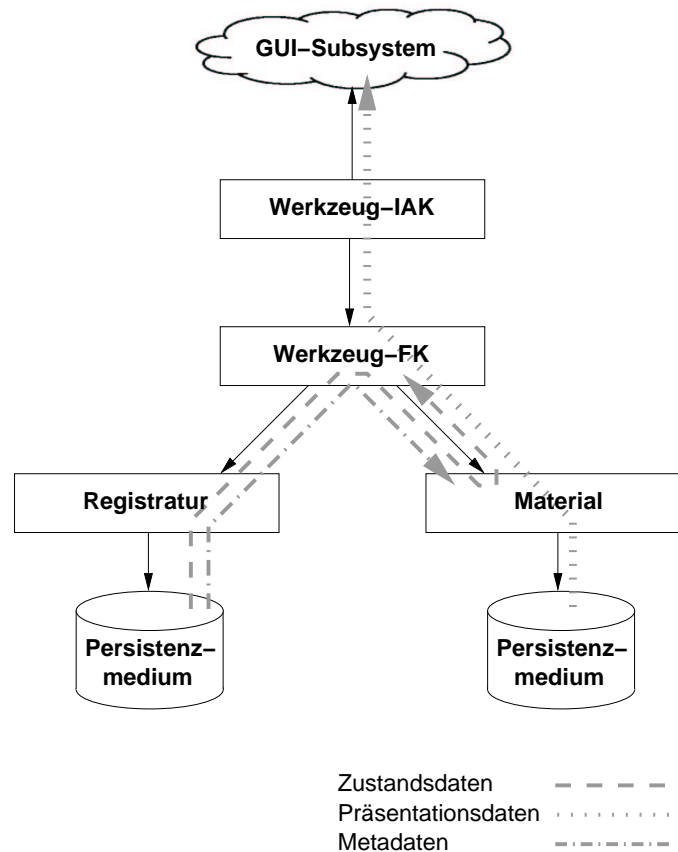 GUI–Subsystem
Werkzeug–IAK
Werkzeug–FK
Registratur
Material
Persistenz–
medium
Persistenz–
medium
Zustandsdaten
Präsentationsdaten
Metadaten